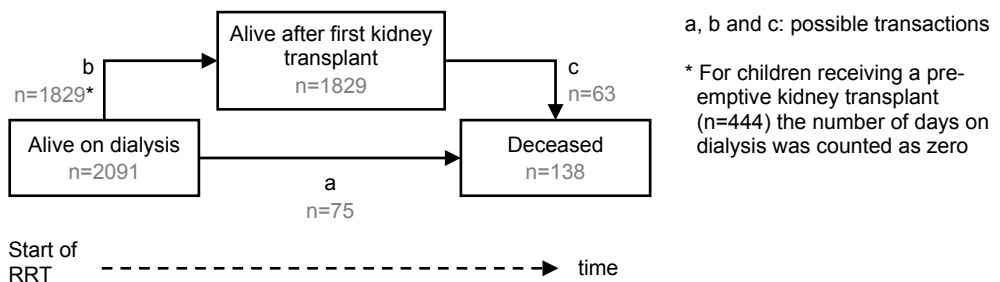 Alive after first kidney
transplant
n=1829
a, b and c: possible transactions
* For children receiving a pre-
emptive kidney transplant
(n=444) the number of days on
dialysis was counted as zero
b
n=1829*
c
n=63
Alive on dialysis
n=2091
Deceased
n=138
a
n=75
Start of
RRT
time